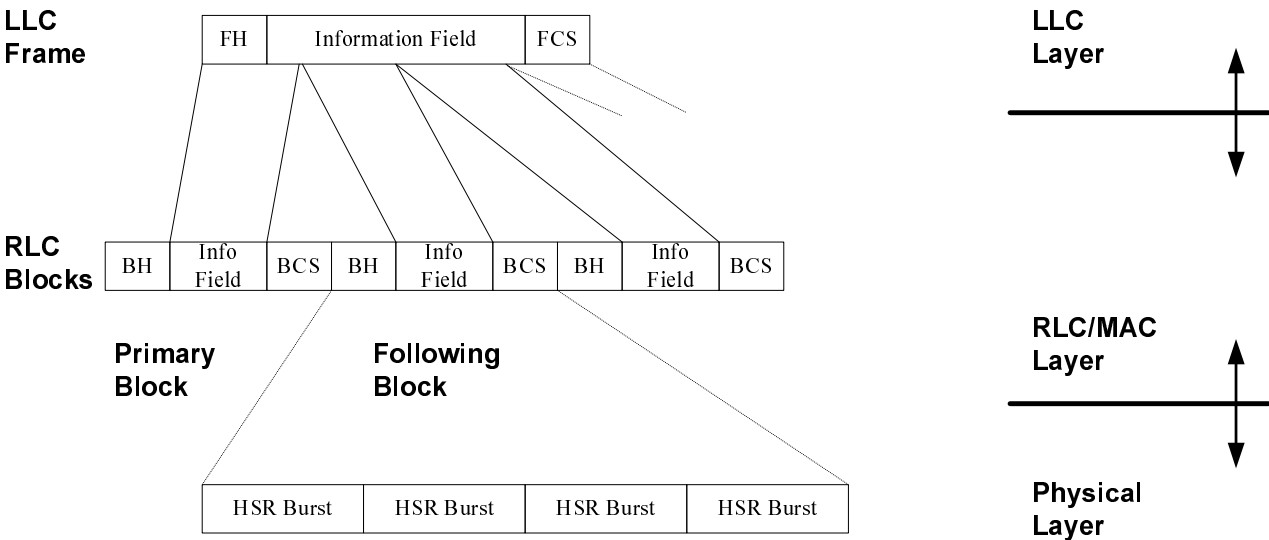 LLC
Frame
FH
Information Field
FCS
LLC
Layer
RLC
Blocks
BH
Info
Field
BCS
BH
Info
Field
BCS
BH
Info
Field
BCS
Primary
Block
Following
Block
RLC/MAC
Layer
HSR Burst
HSR Burst
HSR Burst
HSR Burst
Physical
Layer